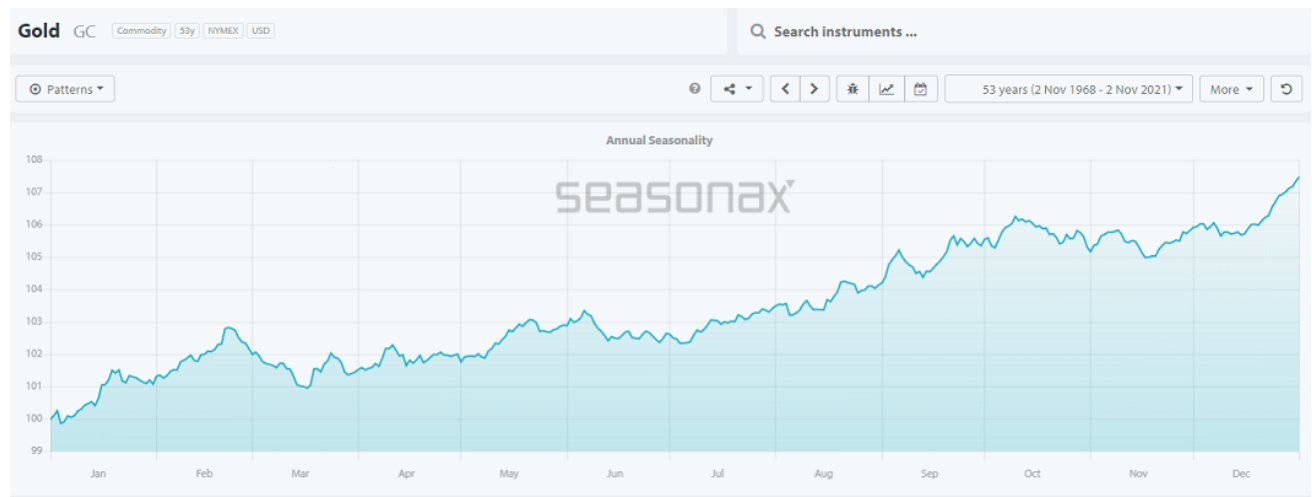 Gold GC Commodity 53y NYMEX USD Search instruments ...
Patterns 53 years (2 Nov 1968 - 2 Nov 2021) More
Annual Seasonality
seasonax
108
107
106
105
104
103
102
101
100
99
Jan Feb Mar Apr May Jun Jul Aug Sep Oct Nov Dec